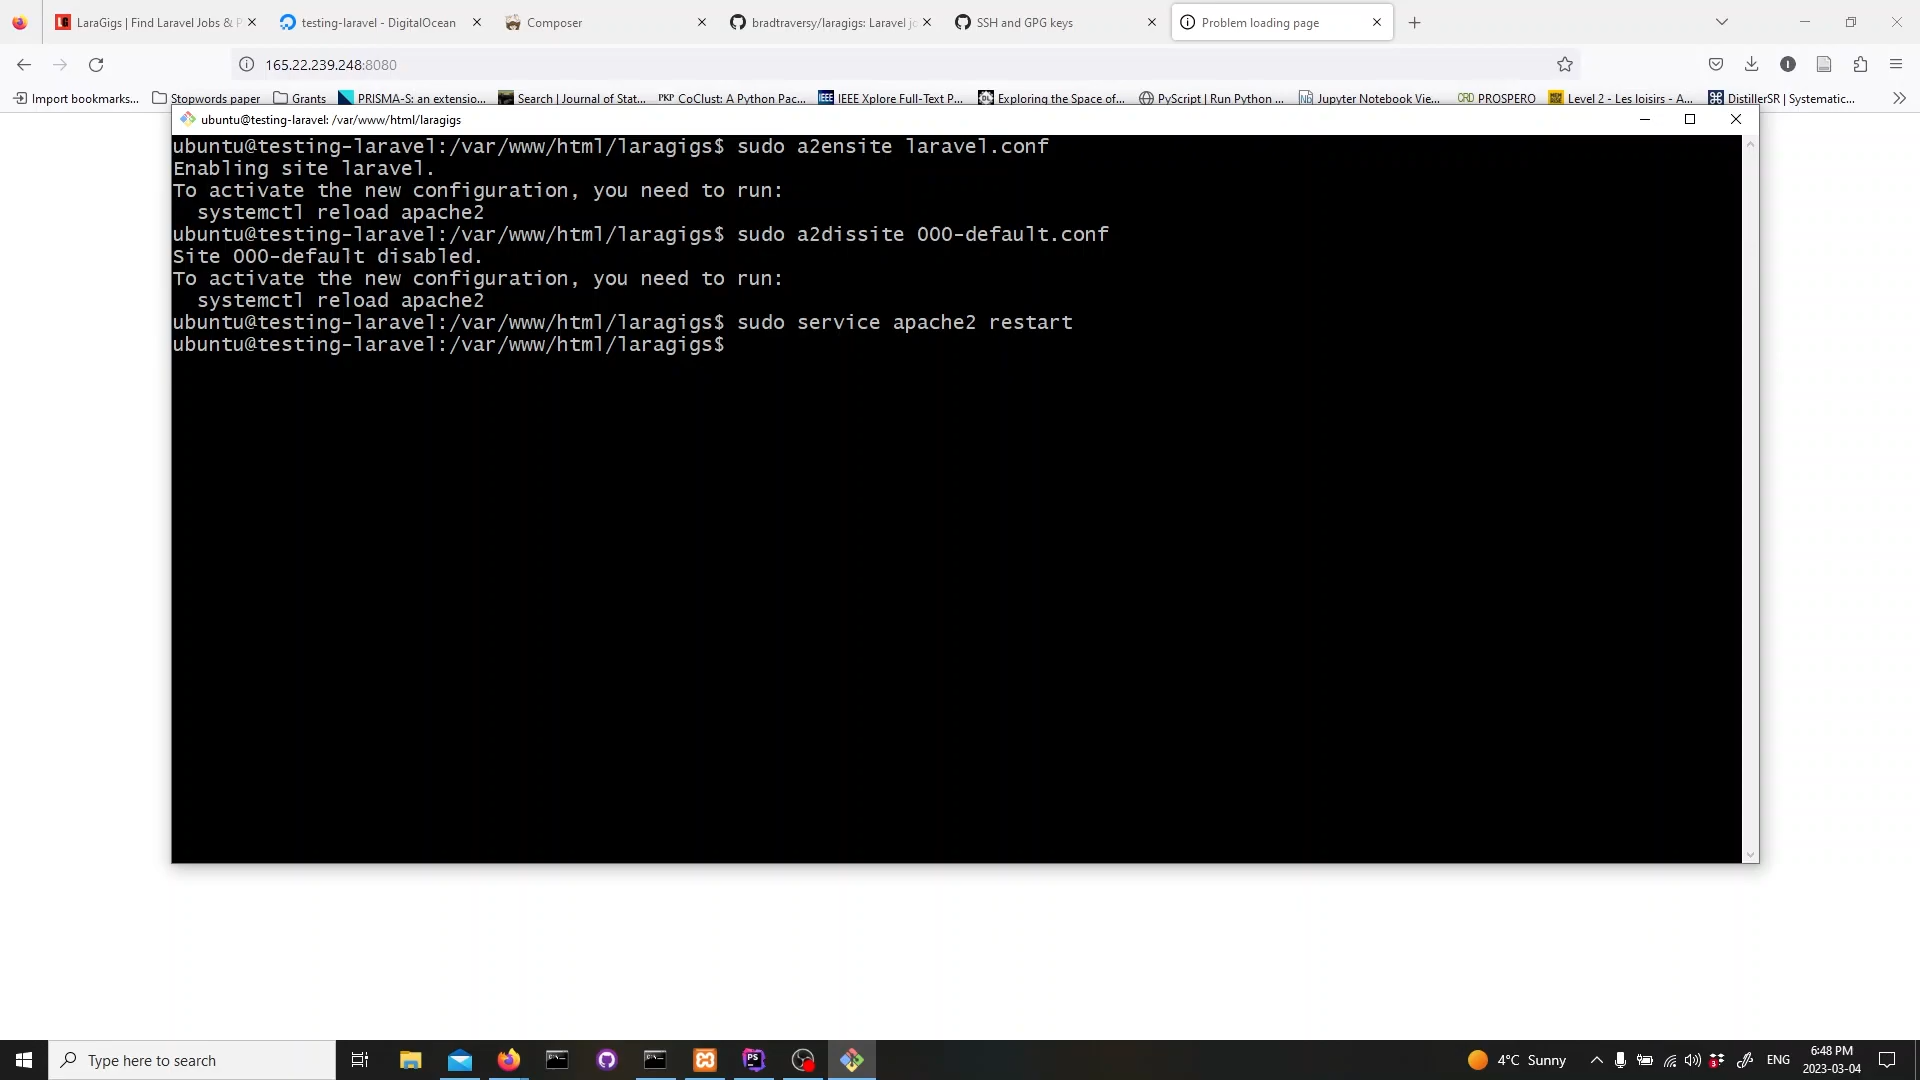 LaraGigs | Find Laravel Jobs & P
testing-laravel - DigitalOcean
Composer
bradtraversy/laragigs: Laravel jo
SSH and GPG keys
Problem loading page
165.22.239.248:8080
Import bookmarks...
Stopwords paper
Grants
PRISMA-S: an extensio...
Search | Journal of Stat...
PKP CoClust: A Python Pac...
IEEE IEEE Xplore Full-Text P...
Exploring the Space of...
PyScript | Run Python ...
Jupyter Notebook Vie...
CRD PROSPERO
Level 2 - Les loisirs - A...
DistillerSR | Systematic...
ubuntu@testing-laravel: /var/www/html/laragigs
ubuntu@testing-laravel:/var/www/html/laragigs$ sudo a2ensite laravel.conf
Enabling site laravel.
To activate the new configuration, you need to run:
  systemctl reload apache2
ubuntu@testing-laravel:/var/www/html/laragigs$ sudo a2dissite 000-default.conf
Site 000-default disabled.
To activate the new configuration, you need to run:
  systemctl reload apache2
ubuntu@testing-laravel:/var/www/html/laragigs$ sudo service apache2 restart
ubuntu@testing-laravel:/var/www/html/laragigs$
Type here to search
4°C Sunny
ENG
6:48 PM
2023-03-04